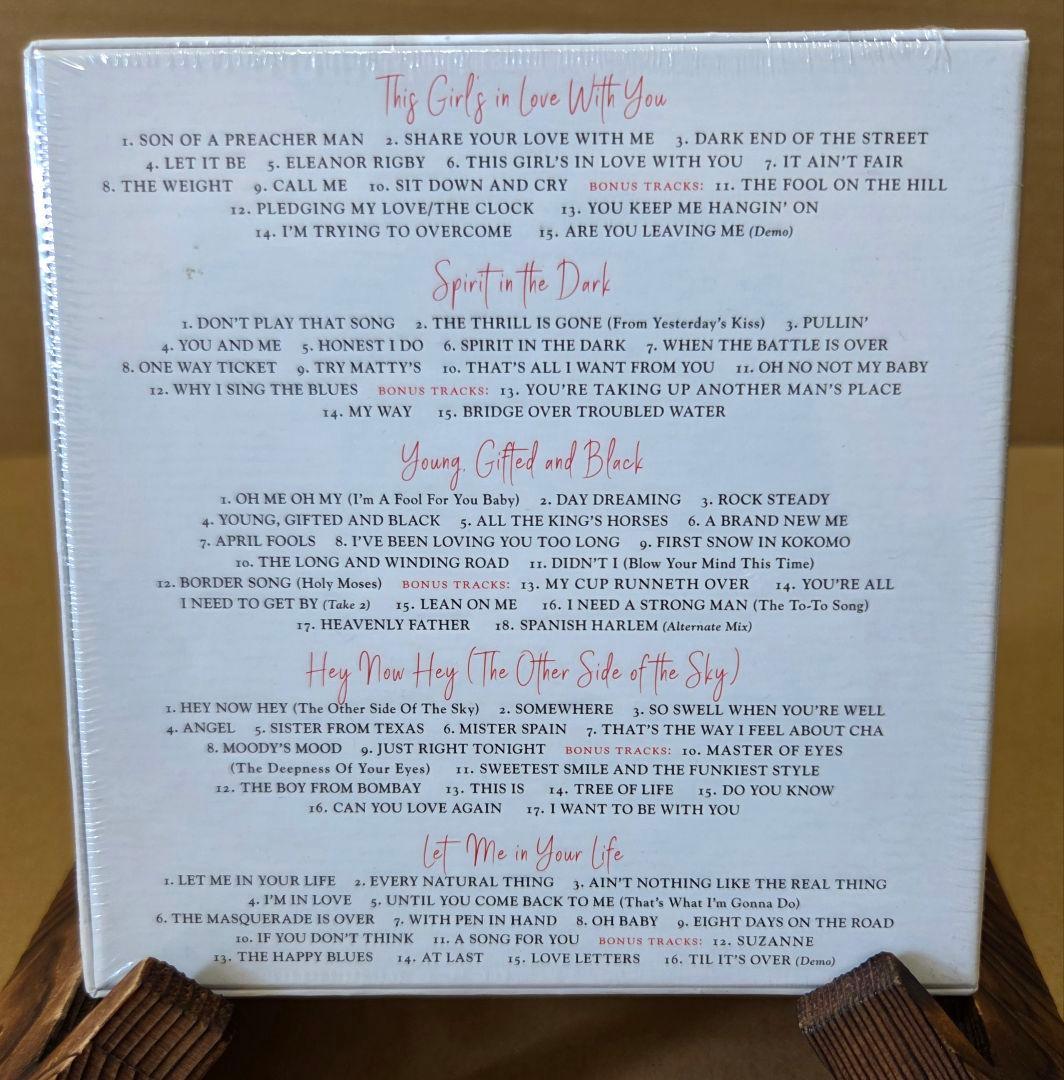 This Girl's in Love With You
1. SON OF A PREACHER MAN 2. SHARE YOUR LOVE WITH ME 3. DARK END OF THE STREET
4. LET IT BE 5. ELEANOR RIGBY 6. THIS GIRL'S IN LOVE WITH YOU 7. IT AIN'T FAIR
8. THE WEIGHT 9. CALL ME 10. SIT DOWN AND CRY BONUS TRACKS: 11. THE FOOL ON THE HILL
12. PLEDGING MY LOVE/THE CLOCK 13. YOU KEEP ME HANGIN' ON
14. I'M TRYING TO OVERCOME 15. ARE YOU LEAVING ME (Demo)
Spirit in the Dark
1. DON'T PLAY THAT SONG 2. THE THRILL IS GONE (From Yesterday's Kiss) 3. PULLIN'
4. YOU AND ME 5. HONEST I DO 6. SPIRIT IN THE DARK 7. WHEN THE BATTLE IS OVER
8. ONE WAY TICKET 9. TRY MATTY'S 10. THAT'S ALL I WANT FROM YOU 11. OH NO NOT MY BABY
12. WHY I SING THE BLUES BONUS TRACKS: 13. YOU'RE TAKING UP ANOTHER MAN'S PLACE
14. MY WAY 15. BRIDGE OVER TROUBLED WATER
Young, Gifted and Black
1. OH ME OH MY (I'm A Fool For You Baby) 2. DAY DREAMING 3. ROCK STEADY
4. YOUNG, GIFTED AND BLACK 5. ALL THE KING'S HORSES 6. A BRAND NEW ME
7. APRIL FOOLS 8. I'VE BEEN LOVING YOU TOO LONG 9. FIRST SNOW IN KOKOMO
10. THE LONG AND WINDING ROAD 11. DIDN'T I (Blow Your Mind This Time)
12. BORDER SONG (Holy Moses) BONUS TRACKS: 13. MY CUP RUNNETH OVER 14. YOU'RE ALL
I NEED TO GET BY (Take 2) 15. LEAN ON ME 16. I NEED A STRONG MAN (The To-To Song)
17. HEAVENLY FATHER 18. SPANISH HARLEM (Alternate Mix)
Hey Now Hey (The Other Side of the Sky)
1. HEY NOW HEY (The Other Side Of The Sky) 2. SOMEWHERE 3. SO SWELL WHEN YOU'RE WELL
4. ANGEL 5. SISTER FROM TEXAS 6. MISTER SPAIN 7. THAT'S THE WAY I FEEL ABOUT CHA
8. MOODY'S MOOD 9. JUST RIGHT TONIGHT BONUS TRACKS: 10. MASTER OF EYES
(The Deepness Of Your Eyes) 11. SWEETEST SMILE AND THE FUNKIEST STYLE
12. THE BOY FROM BOMBAY 13. THIS IS 14. TREE OF LIFE 15. DO YOU KNOW
16. CAN YOU LOVE AGAIN 17. I WANT TO BE WITH YOU
Let Me in Your Life
1. LET ME IN YOUR LIFE 2. EVERY NATURAL THING 3. AIN'T NOTHING LIKE THE REAL THING
4. I'M IN LOVE 5. UNTIL YOU COME BACK TO ME (That's What I'm Gonna Do)
6. THE MASQUERADE IS OVER 7. WITH PEN IN HAND 8. OH BABY 9. EIGHT DAYS ON THE ROAD
10. IF YOU DON'T THINK 11. A SONG FOR YOU BONUS TRACKS: 12. SUZANNE
13. THE HAPPY BLUES 14. AT LAST 15. LOVE LETTERS 16. TIL IT'S OVER (Demo)